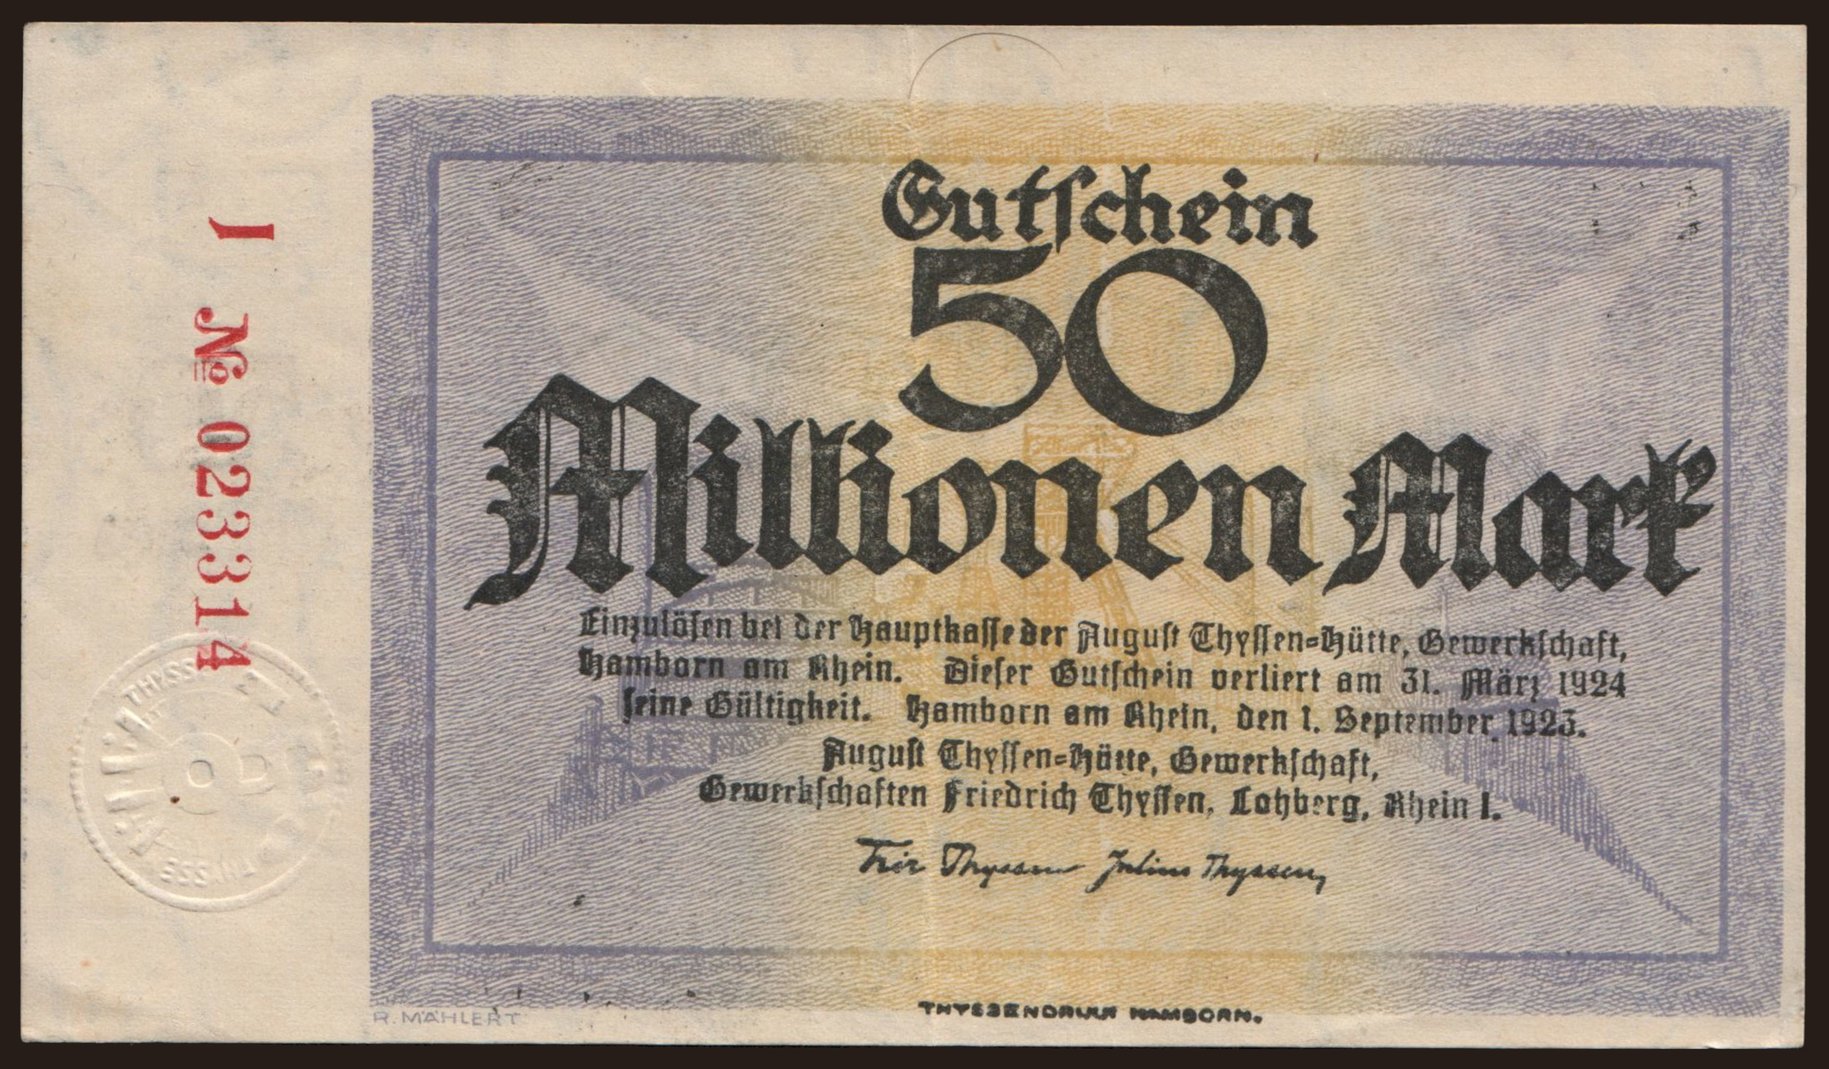 Gutschein
50
Millionen Mark
Einzulösen bei der Hauptkasse der August Thyssen-Hütte, Gewerkschaft,
Hamborn am Rhein. Dieser Gutschein verliert am 31. März 1924
seine Gültigkeit. Hamborn am Rhein, den 1. September 1923.
August Thyssen-Hütte, Gewerkschaft,
Gewerkschaften Friedrich Thyssen, Lohberg, Rhein I.
Fritz Thyssen Julius Thyssen
I № 023314
THYSSE
THYSSE
R. MÄHLERT
THYSSENDRUCK HAMBORN.